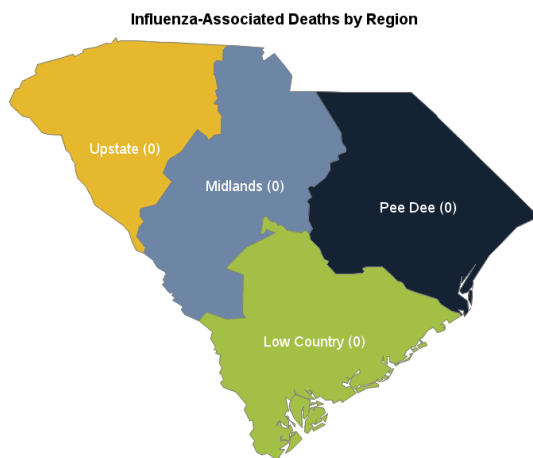 Influenza-Associated Deaths by Region
Upstate (0)
Midlands (0)
Pee Dee (0)
Low Country (0)